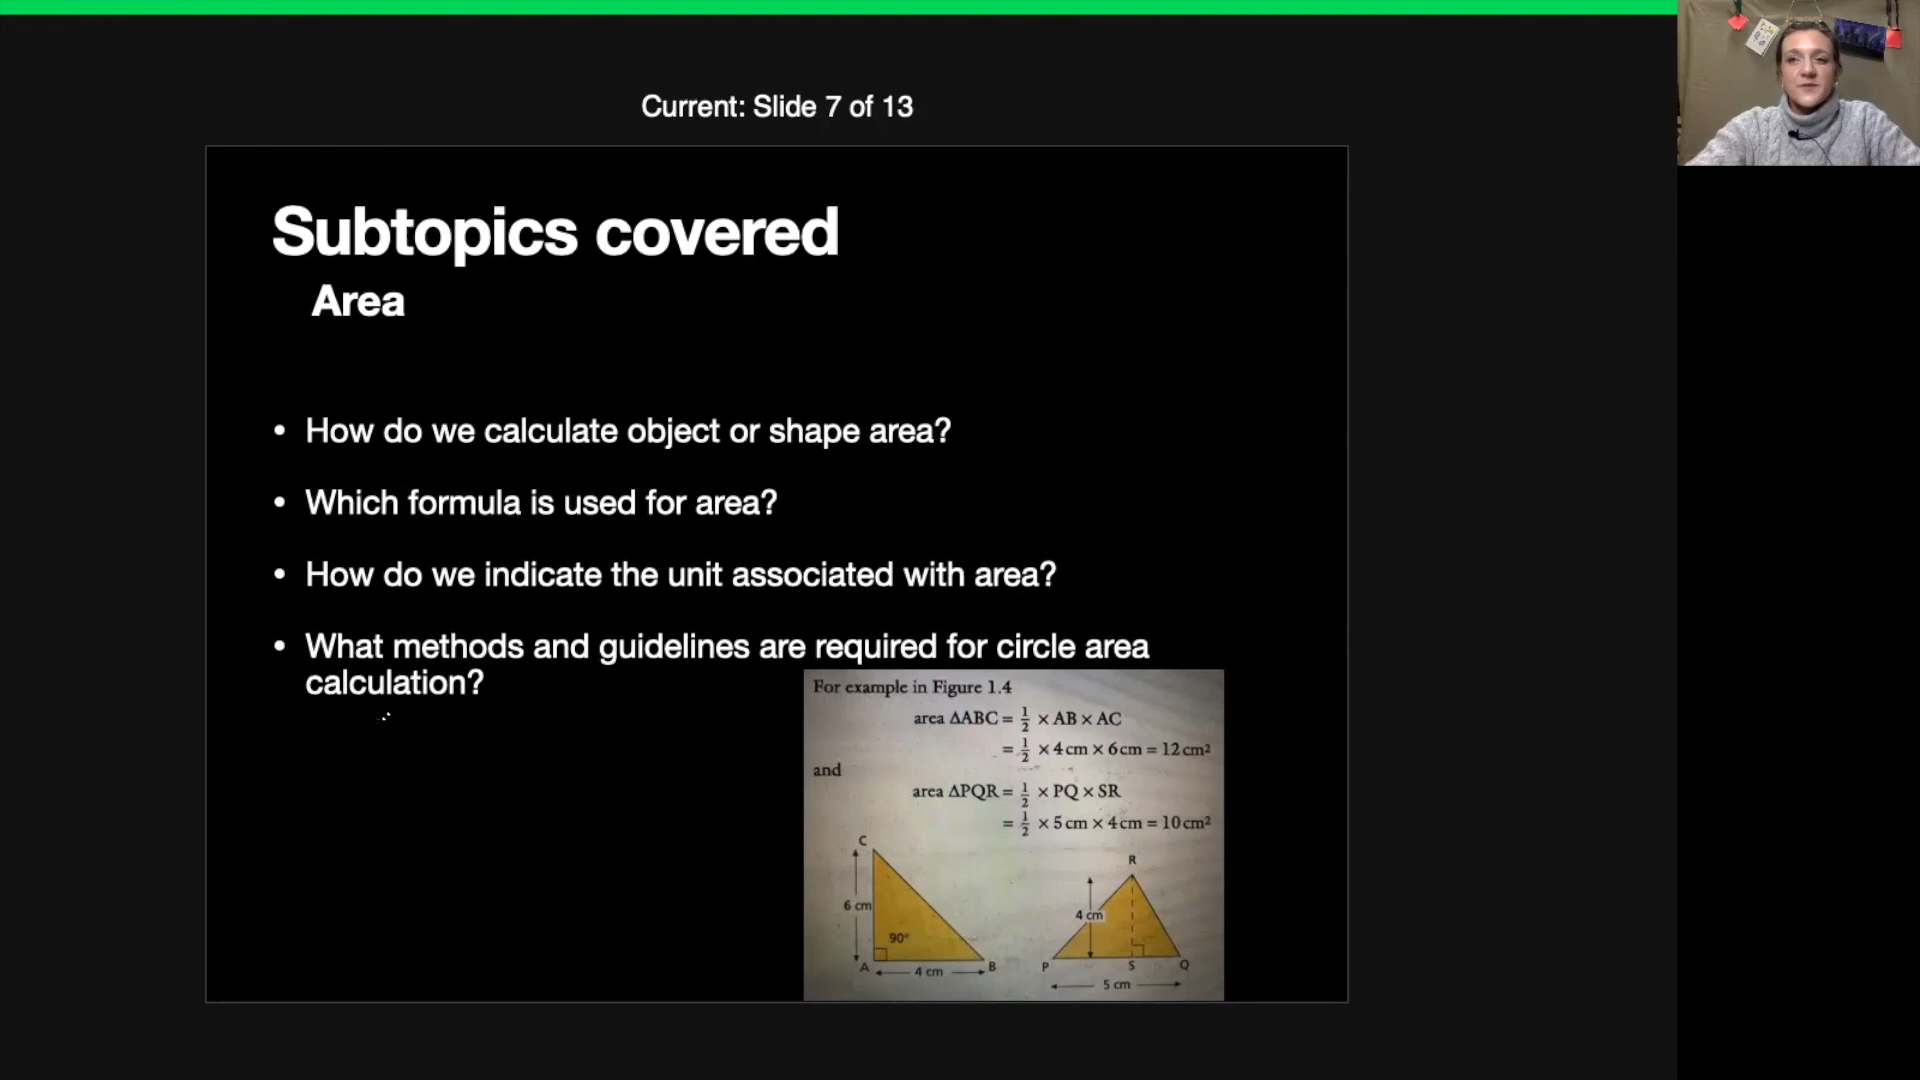 Current: Slide 7 of 13
Subtopics covered
Area
• How do we calculate object or shape area?
• Which formula is used for area?
• How do we indicate the unit associated with area?
• What methods and guidelines are required for circle area
calculation?
For example in Figure 1.4
area ΔABC = 1/2 × AB × AC
= 1/2 × 4 cm × 6 cm = 12 cm²
and
area ΔPQR = 1/2 × PQ × SR
= 1/2 × 5 cm × 4 cm = 10 cm²
C
R
6 cm
4 cm
90°
A
4 cm
B
P
S
Q
5 cm